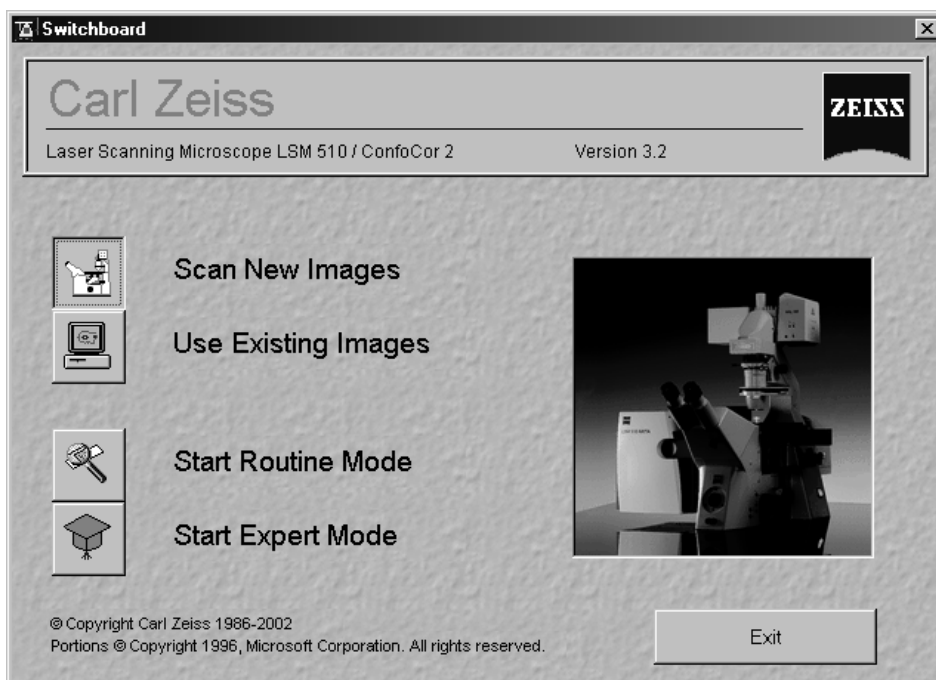 Switchboard
Carl Zeiss
ZEISS
Laser Scanning Microscope LSM 510 / ConfoCor 2 Version 3.2
Scan New Images
Use Existing Images
Start Routine Mode
Start Expert Mode
© Copyright Carl Zeiss 1986-2002
Portions © Copyright 1996, Microsoft Corporation. All rights reserved.
Exit